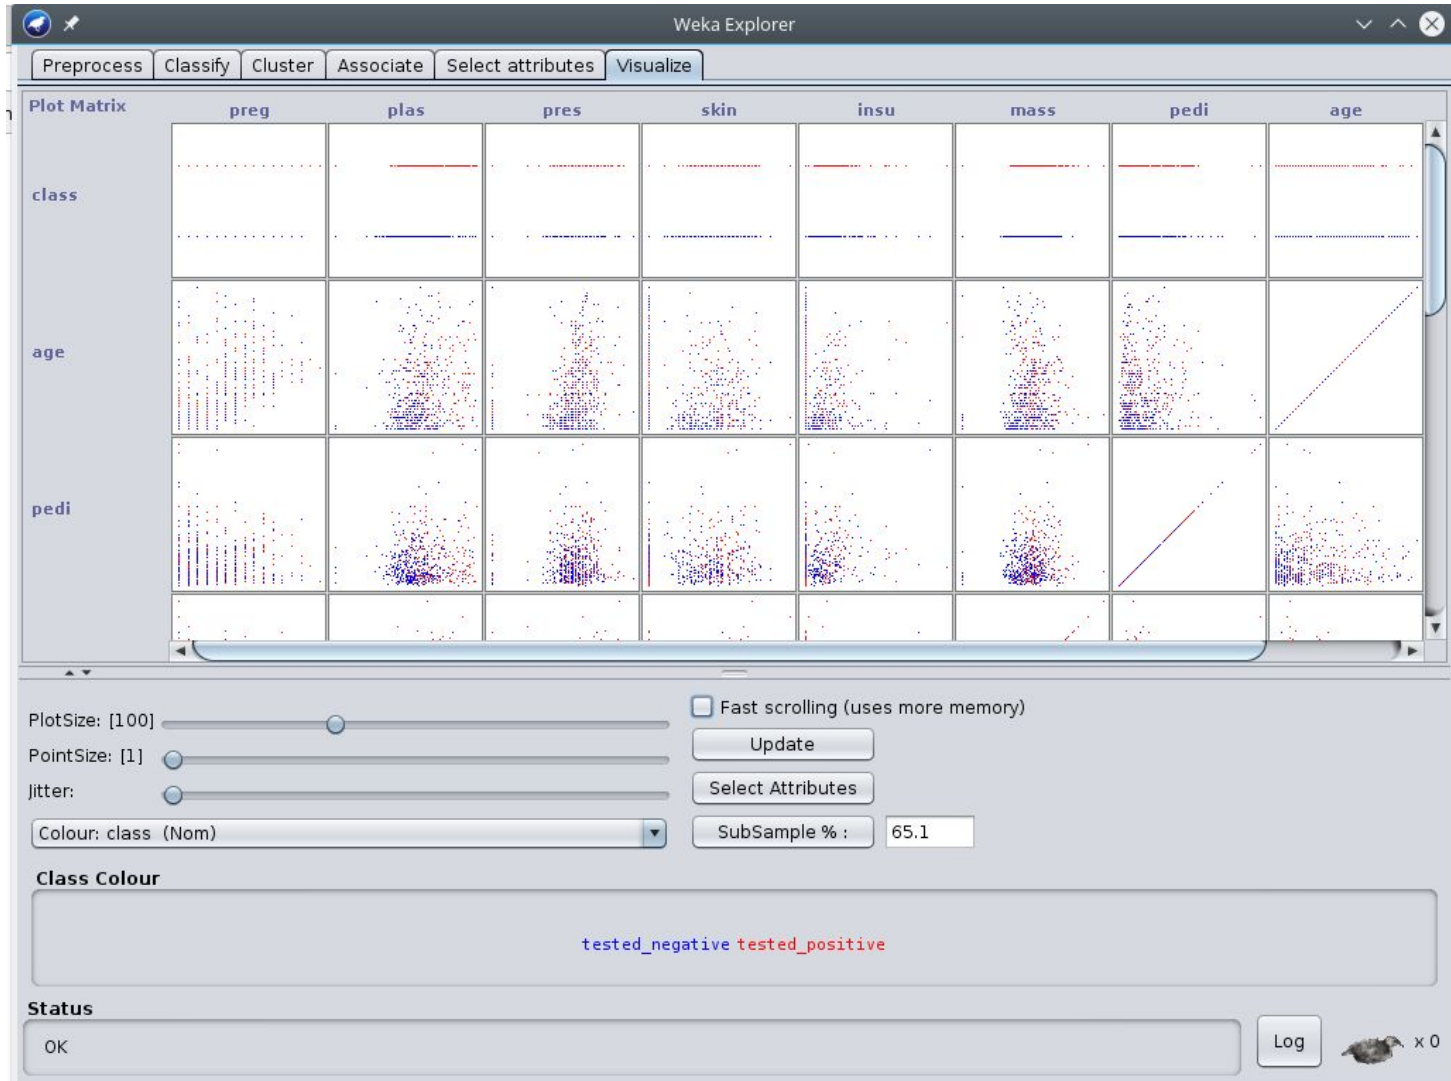 Weka Explorer
Preprocess Classify Cluster Associate Select attributes Visualize
Plot Matrix preg plas pres skin insu mass pedi age
class
age
pedi
PlotSize: [100]
Fast scrolling (uses more memory)
PointSize: [1]
Update
Jitter:
Select Attributes
Colour: class (Nom)
SubSample % : 65.1
Class Colour
tested_negative tested_positive
Status
OK
Log
x 0